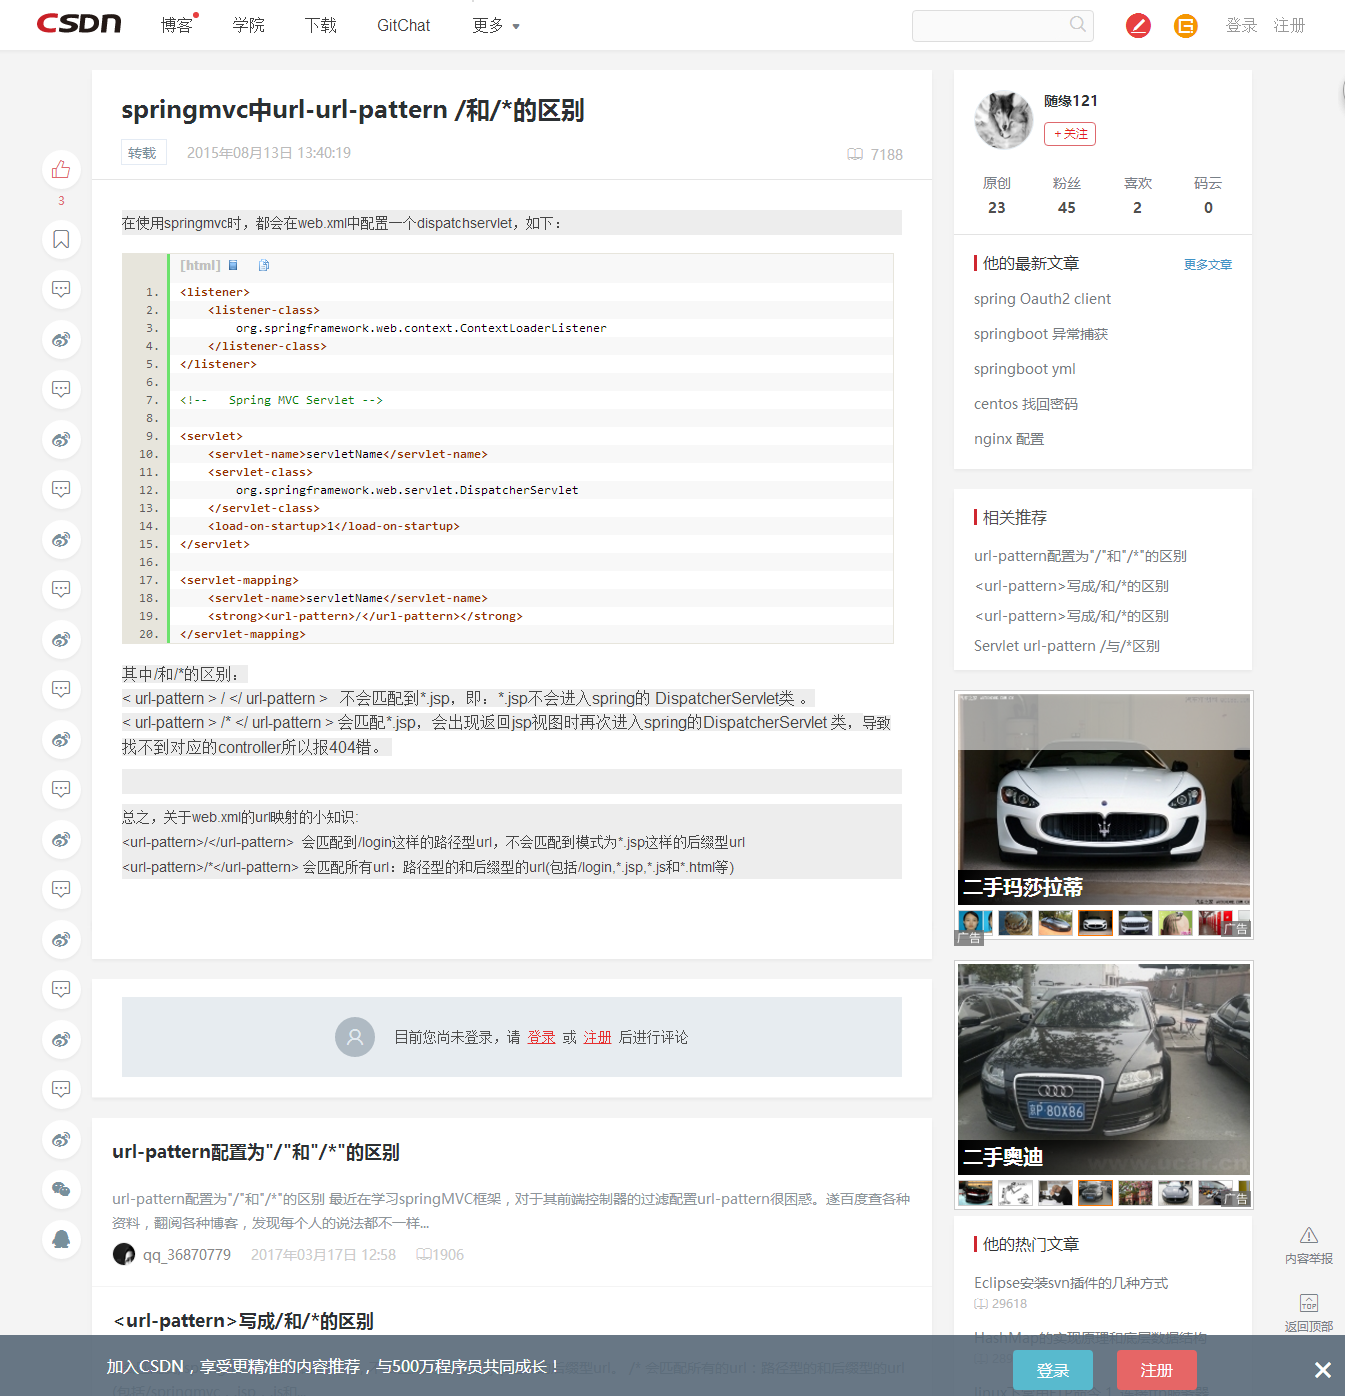 CSDN 博客 学院 下载 GitChat 更多 登录 注册
springmvc中url-url-pattern /和/*的区别
转载 2015年08月13日 13:40:19 7188
3
在使用springmvc时，都会在web.xml中配置一个dispatchservlet，如下：
[html]
1. <listener>
2. <listener-class>
3. org.springframework.web.context.ContextLoaderListener
4. </listener-class>
5. </listener>
6.
7. <!-- Spring MVC Servlet -->
8.
9. <servlet>
10. <servlet-name>servletName</servlet-name>
11. <servlet-class>
12. org.springframework.web.servlet.DispatcherServlet
13. </servlet-class>
14. <load-on-startup>1</load-on-startup>
15. </servlet>
16.
17. <servlet-mapping>
18. <servlet-name>servletName</servlet-name>
19. <strong><url-pattern>/</url-pattern></strong>
20. </servlet-mapping>
其中/和/*的区别：
< url-pattern > / </ url-pattern > 不会匹配到*.jsp，即：*.jsp不会进入spring的 DispatcherServlet类 。
< url-pattern > /* </ url-pattern > 会匹配*.jsp，会出现返回jsp视图时再次进入spring的DispatcherServlet 类，导致
找不到对应的controller所以报404错。
总之，关于web.xml的url映射的小知识:
<url-pattern>/</url-pattern> 会匹配到/login这样的路径型url，不会匹配到模式为*.jsp这样的后缀型url
<url-pattern>/*</url-pattern> 会匹配所有url：路径型的和后缀型的url(包括/login,*.jsp,*.js和*.html等)
目前您尚未登录，请 登录 或 注册 后进行评论
url-pattern配置为"/"和"/*"的区别
url-pattern配置为"/"和"/*"的区别 最近在学习springMVC框架，对于其前端控制器的过滤配置url-pattern很困惑。遂百度查各种
资料，翻阅各种博客，发现每个人的说法都不一样...
qq_36870779 2017年03月17日 12:58 1906
<url-pattern>写成/和/*的区别
随缘121
+关注
原创 粉丝 喜欢 码云
23 45 2 0
他的最新文章 更多文章
spring Oauth2 client
springboot 异常捕获
springboot yml
centos 找回密码
nginx 配置
相关推荐
url-pattern配置为"/"和"/*"的区别
<url-pattern>写成/和/*的区别
<url-pattern>写成/和/*的区别
Servlet url-pattern /与/*区别
二手玛莎拉蒂
广告 广告
京P 80X86
二手奥迪
广告
他的热门文章
Eclipse安装svn插件的几种方式
29618
HashMap的实现原理和底层数据结构
内容举报
TOP
返回顶部
加入CSDN，享受更精准的内容推荐，与500万程序员共同成长！ 登录 注册